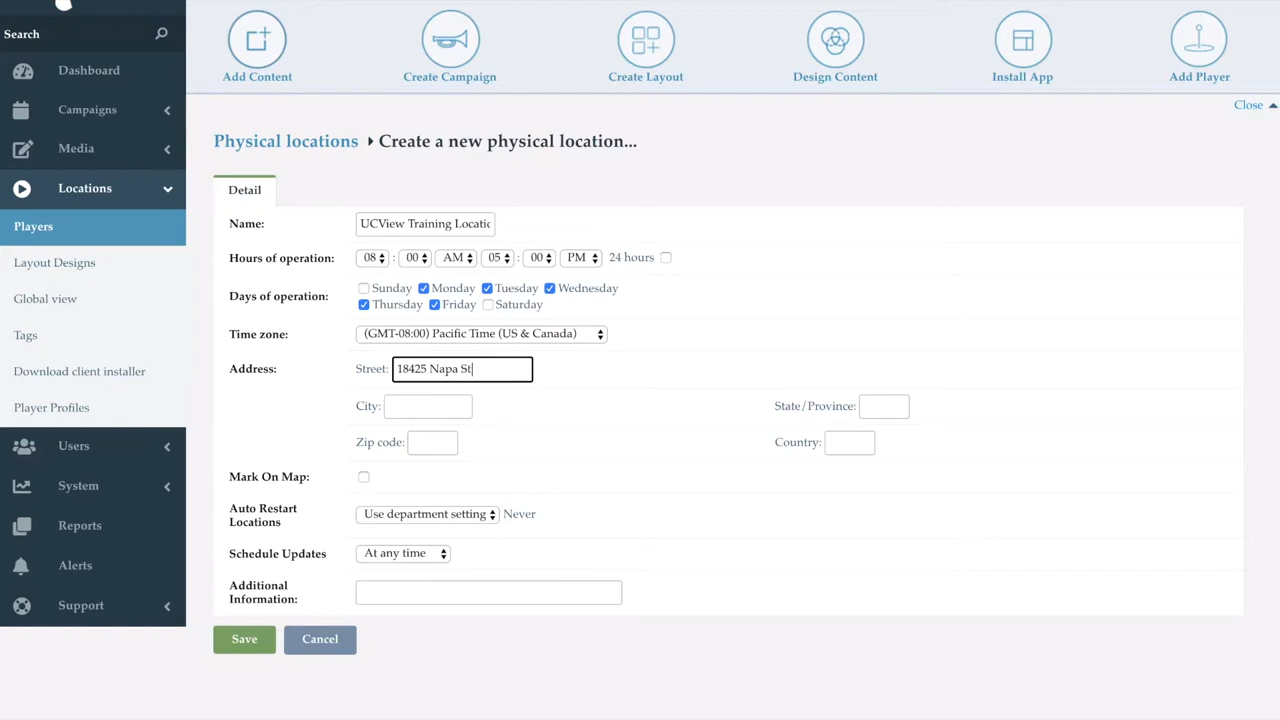 Search
Dashboard
Campaigns
Media
Locations
Players
Layout Designs
Global view
Tags
Download client installer
Player Profiles
Users
System
Reports
Alerts
Support
Add Content
Create Campaign
Create Layout
Design Content
Install App
Add Player
Close
Physical locations Create a new physical location...
Detail
Name: UCView Training Locatic
Hours of operation: 08 : 00 AM 05 : 00 PM 24 hours
Days of operation: Sunday Monday Tuesday Wednesday
Thursday Friday Saturday
Time zone: (GMT-08:00) Pacific Time (US & Canada)
Address: Street: 18425 Napa St
City: State/Province:
Zip code: Country:
Mark On Map:
Auto Restart
Locations Use department setting Never
Schedule Updates At any time
Additional
Information:
Save Cancel